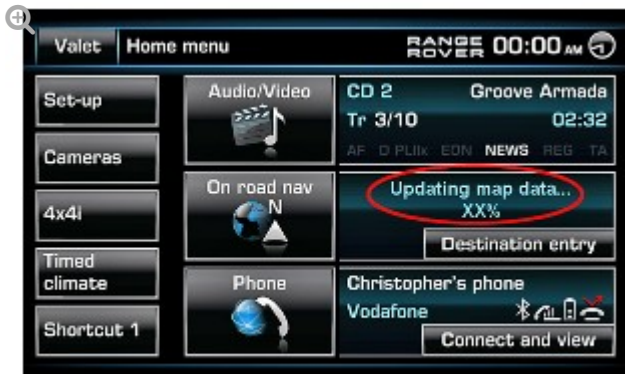 Valet
Home menu
RANGE ROVER
00:00 AM
Set-up
Cameras
4x4i
Timed climate
Shortcut 1
Audio/Video
On road nav
N
Phone
CD 2 Groove Armada
Tr 3/10 02:32
AF D PLIIx EON NEWS REG TA
Updating map data...
XX%
Destination entry
Christopher's phone
Vodafone
Connect and view